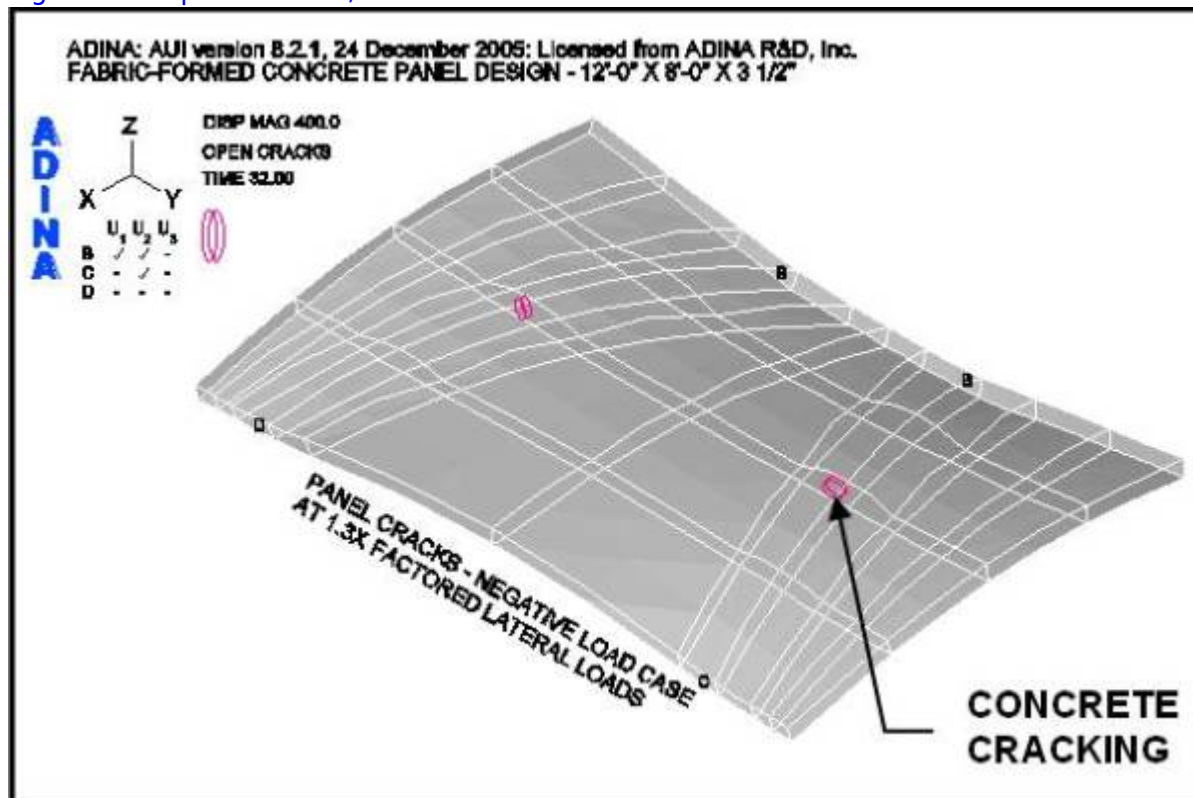 ADINA: AUI version 8.2.1, 24 December 2005: Licensed from ADINA R&D, Inc.
FABRIC-FORMED CONCRETE PANEL DESIGN - 12'-0" X 8'-0" X 3 1/2"
ADINA
Z
X Y
DISP MAG 400.0
OPEN CRACKS
TIME 32.00
U1 U2 U3
B ✓ ✓ -
C - ✓ -
D - - -
B
B
D
C
PANEL CRACKS - NEGATIVE LOAD CASE
AT 1.3X FACTORED LATERAL LOADS
CONCRETE
CRACKING